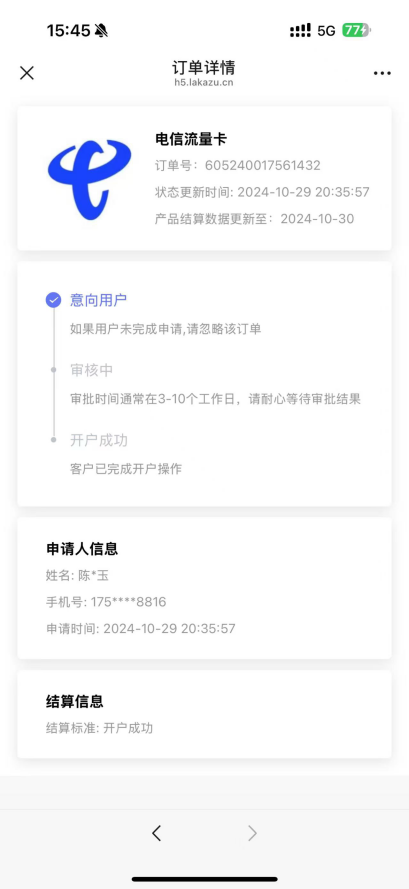 15:45
5G
77
订单详情
h5.lakazu.cn
电信流量卡
订单号：605240017561432
状态更新时间: 2024-10-29 20:35:57
产品结算数据更新至：2024-10-30
意向用户
如果用户未完成申请,请忽略该订单
审核中
审批时间通常在3-10个工作日，请耐心等待审批结果
开户成功
客户已完成开户操作
申请人信息
姓名: 陈*玉
手机号: 175****8816
申请时间: 2024-10-29 20:35:57
结算信息
结算标准: 开户成功